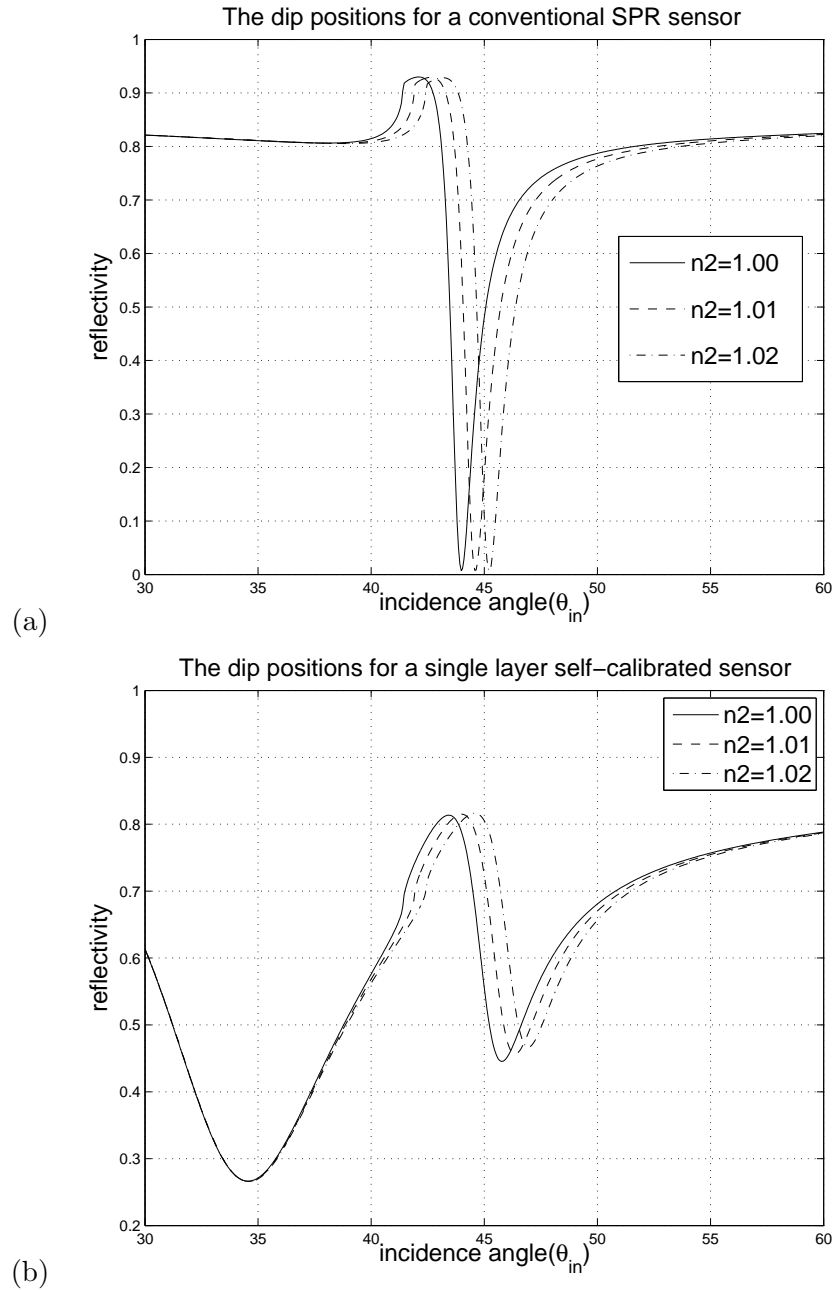 The dip positions for a conventional SPR sensor
1
0.9
0.8
0.7
0.6
0.5
0.4
0.3
0.2
0.1
0
reflectivity
n2=1.00
n2=1.01
n2=1.02
30 35 40 45 50 55 60
incidence angle(θin)
(a)
The dip positions for a single layer self−calibrated sensor
1
0.9
0.8
0.7
0.6
0.5
0.4
0.3
0.2
reflectivity
n2=1.00
n2=1.01
n2=1.02
30 35 40 45 50 55 60
incidence angle(θin)
(b)